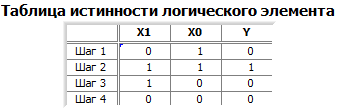 Таблица истинности логического элемента
X1 X0 Y
Шаг 1 0 1 0
Шаг 2 1 1 1
Шаг 3 1 0 0
Шаг 4 0 0 0